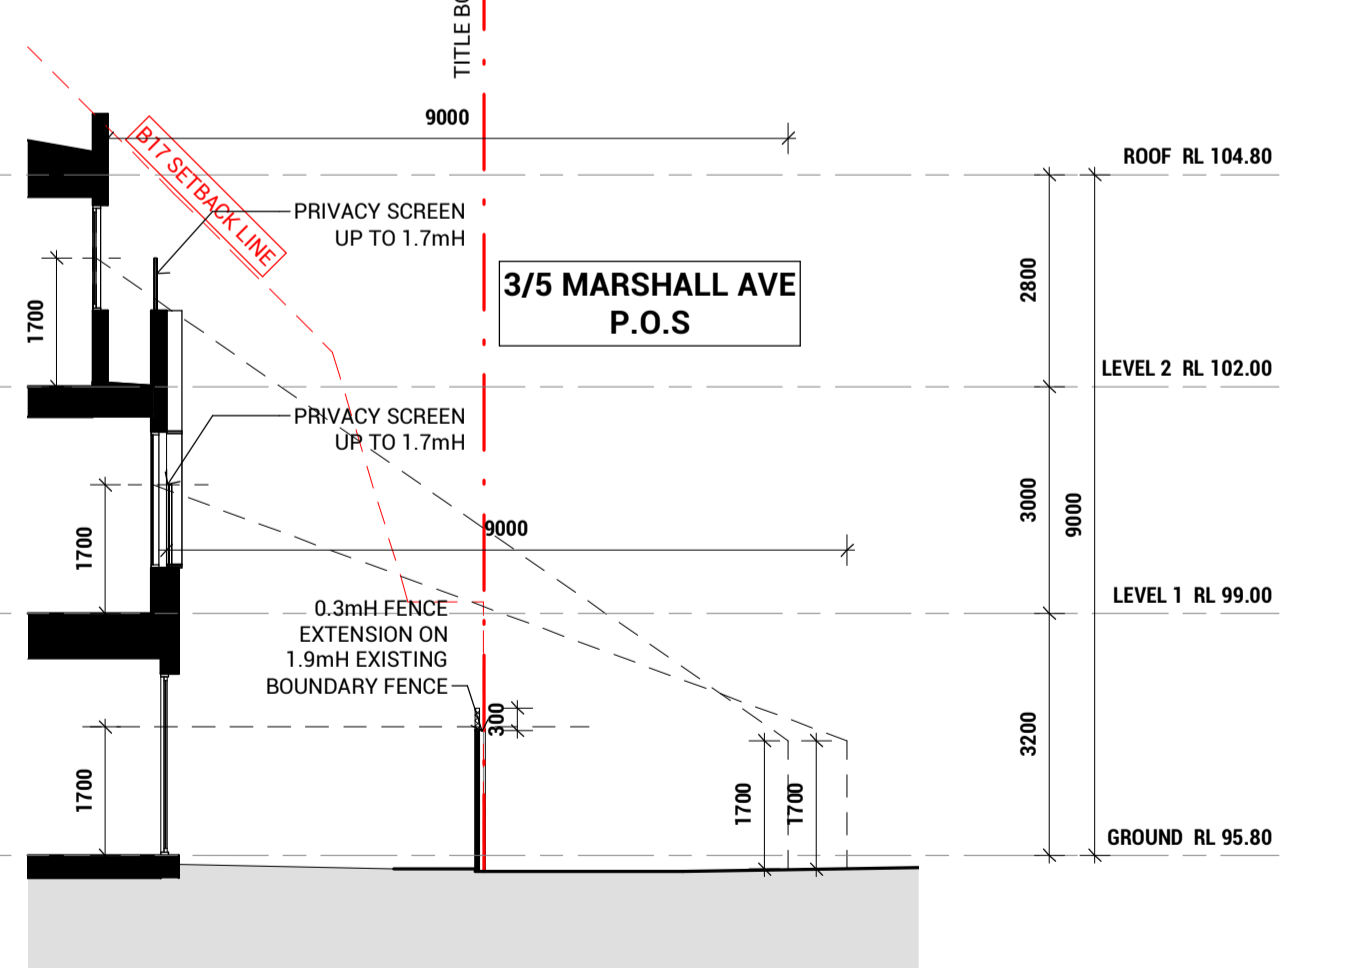 TITLE BO
9000
B17 SETBACK LINE
ROOF RL 104.80
PRIVACY SCREEN
UP TO 1.7mH
3/5 MARSHALL AVE
P.O.S
2800
1700
LEVEL 2 RL 102.00
PRIVACY SCREEN
UP TO 1.7mH
3000
9000
9000
1700
LEVEL 1 RL 99.00
0.3mH FENCE
EXTENSION ON
1.9mH EXISTING
BOUNDARY FENCE
300
3200
1700
1700
1700
GROUND RL 95.80